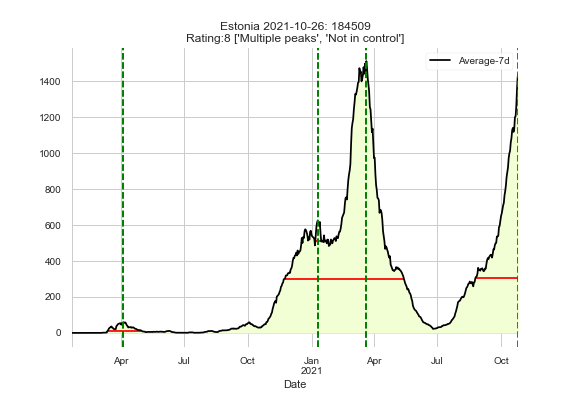 Estonia 2021-10-26: 184509
Rating:8 ['Multiple peaks', 'Not in control']
Average-7d
1400
1200
1000
800
600
400
200
0
Apr Jul Oct Jan Apr Jul Oct
2021
Date